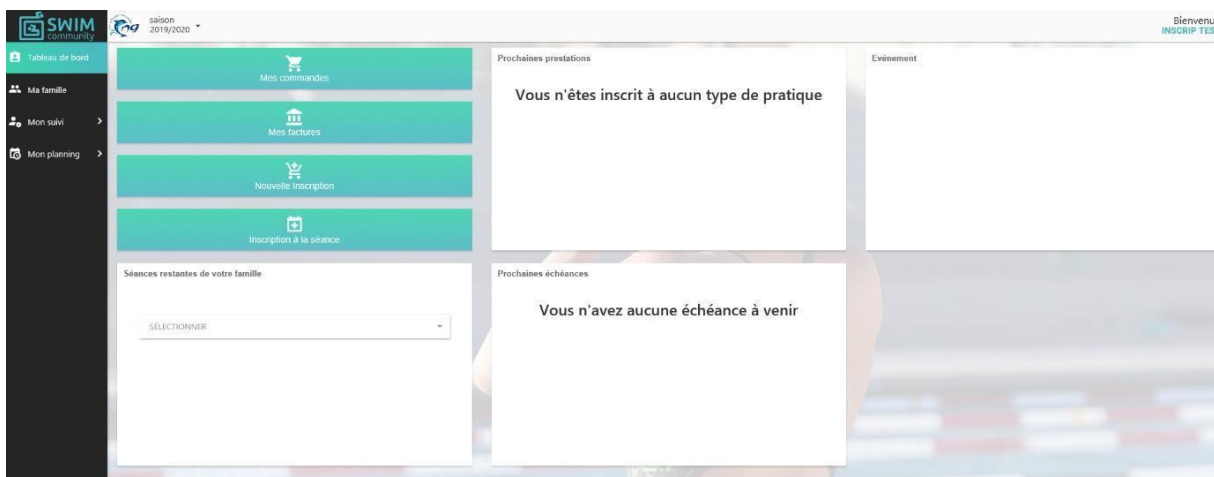 SWIM
community
saison
2019/2020
Bienvenu
INSCRIP TES
Tableau de bord
Ma famille
Mon suivi
Mon planning
Mes commandes
Mes factures
Nouvelle Inscription
Inscription à la séance
Prochaines prestations
Vous n'êtes inscrit à aucun type de pratique
Evénement
Séances restantes de votre famille
SÉLECTIONNER
Prochaines échéances
Vous n'avez aucune échéance à venir